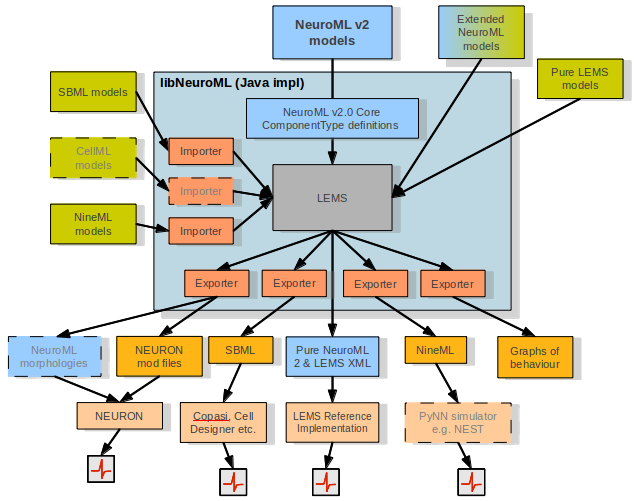 NeuroML v2
models
Extended
NeuroML
models
Pure LEMS
models
libNeuroML (Java impl)
SBML models
NeuroML v2.0 Core
ComponentType definitions
CellML
models
Importer
Importer
Importer
LEMS
NineML
models
Exporter
Exporter
Exporter
Exporter
NeuroML
morphologies
NEURON
mod files
SBML
Pure NeuroML
2 & LEMS XML
NineML
Graphs of
behaviour
NEURON
Copasi, Cell
Designer etc.
LEMS Reference
Implementation
PyNN simulator
e.g. NEST